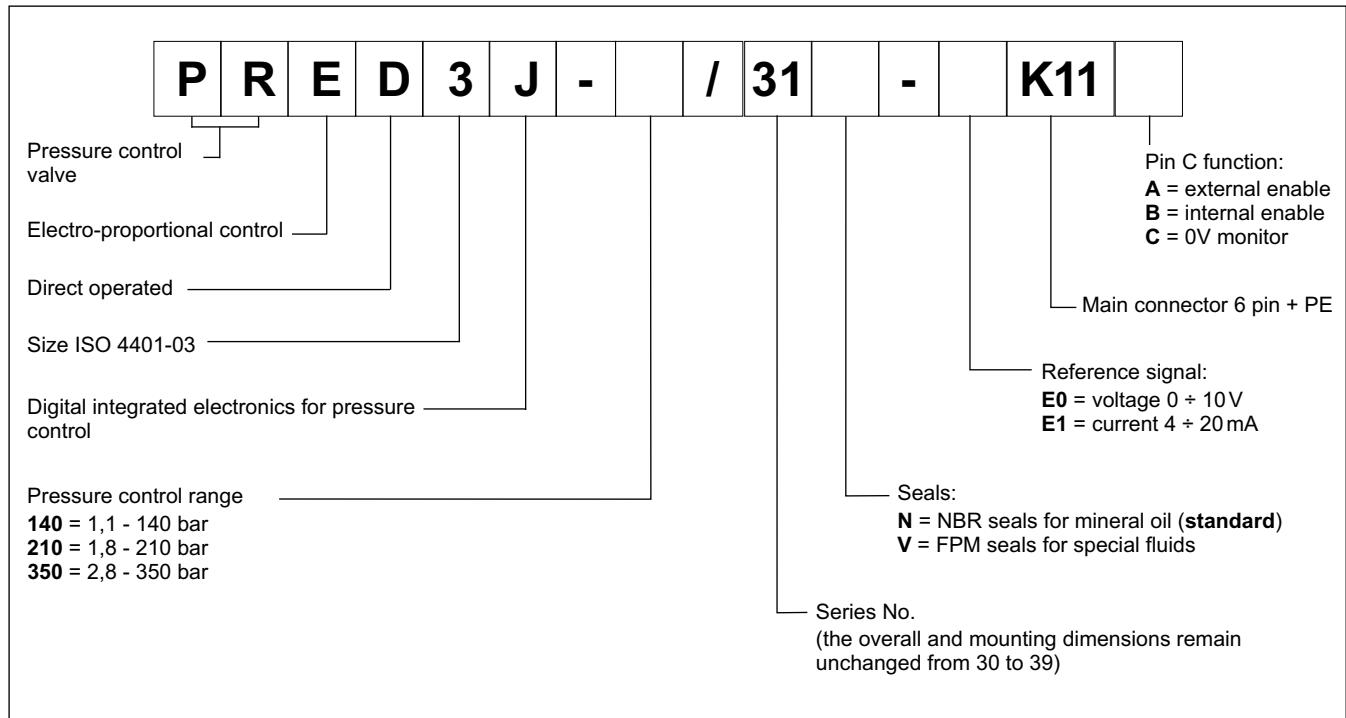 P R E D 3 J - / 31 - K11
Pressure control
valve
Electro-proportional control
Direct operated
Size ISO 4401-03
Digital integrated electronics for pressure
control
Pressure control range
140 = 1,1 - 140 bar
210 = 1,8 - 210 bar
350 = 2,8 - 350 bar
Pin C function:
A = external enable
B = internal enable
C = 0V monitor
Main connector 6 pin + PE
Reference signal:
E0 = voltage 0 ÷ 10 V
E1 = current 4 ÷ 20 mA
Seals:
N = NBR seals for mineral oil (standard)
V = FPM seals for special fluids
Series No.
(the overall and mounting dimensions remain
unchanged from 30 to 39)